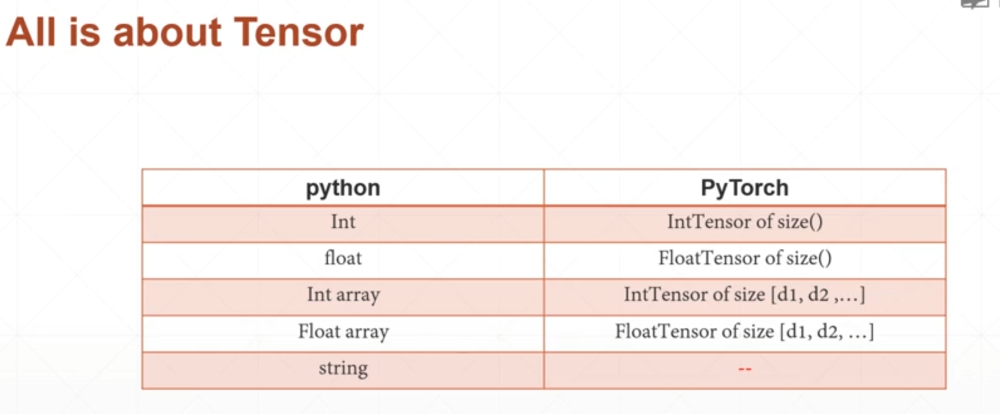 All is about Tensor
python PyTorch
Int IntTensor of size()
float FloatTensor of size()
Int array IntTensor of size [d1, d2 ,...]
Float array FloatTensor of size [d1, d2, ...]
string --